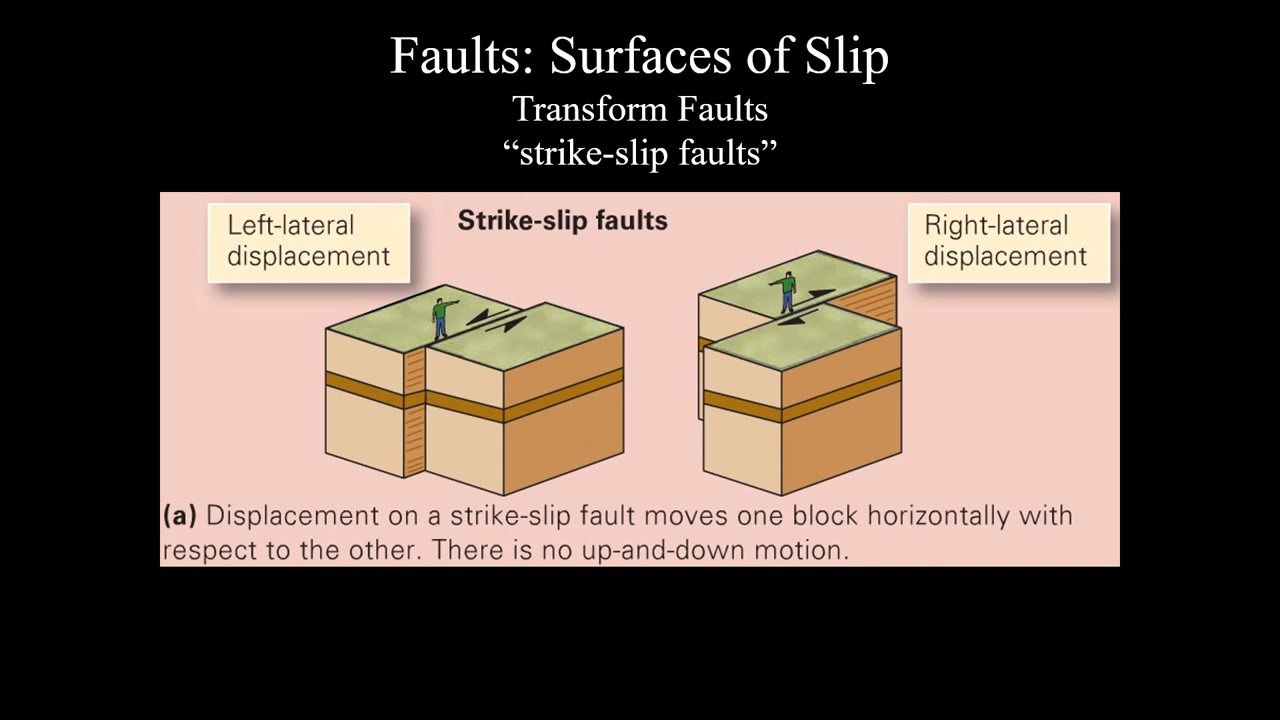 Faults: Surfaces of Slip
Transform Faults
“strike-slip faults”
Left-lateral
displacement
Strike-slip faults
Right-lateral
displacement
(a) Displacement on a strike-slip fault moves one block horizontally with
respect to the other. There is no up-and-down motion.